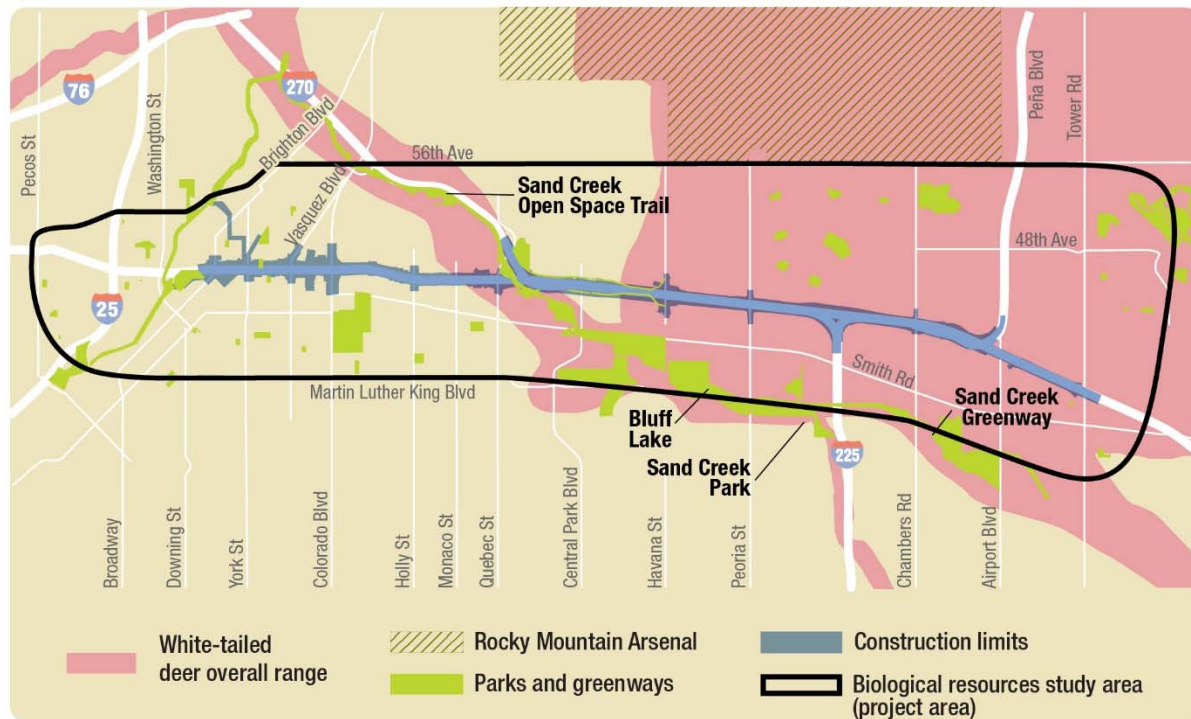 76
270
Pecos St
Washington St
Brighton Blvd
Vasquez Blvd
56th Ave
Peña Blvd
Tower Rd
Sand Creek
Open Space Trail
48th Ave
25
Martin Luther King Blvd
Smith Rd
Bluff
Lake
Sand Creek
Park
225
Sand Creek
Greenway
Broadway
Downing St
York St
Colorado Blvd
Holly St
Monaco St
Quebec St
Central Park Blvd
Havana St
Peoria St
Chambers Rd
Airport Blvd
White-tailed
deer overall range
Rocky Mountain Arsenal
Parks and greenways
Construction limits
Biological resources study area
(project area)